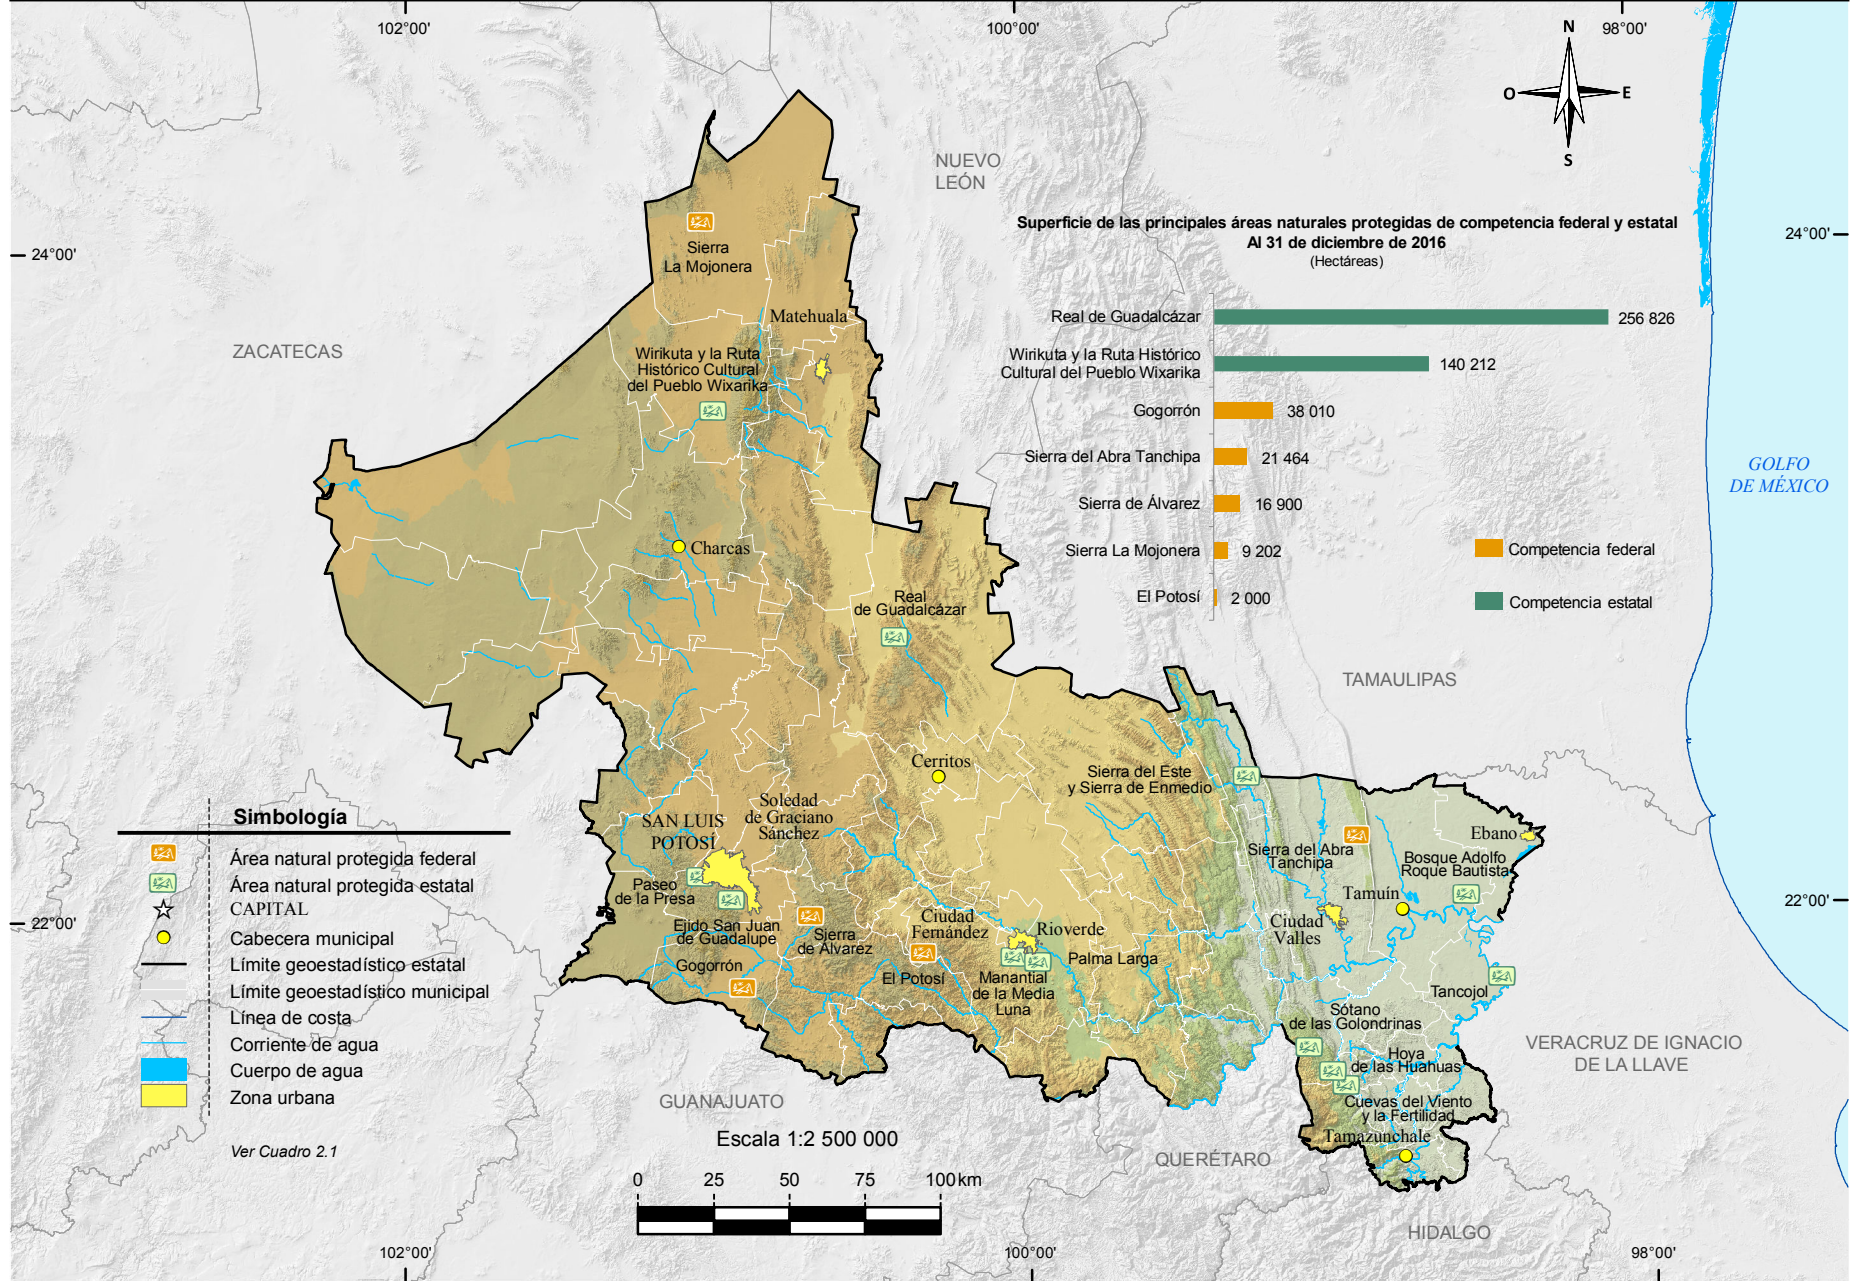 102°00'
100°00'
98°00'
N
O
E
S
NUEVO
LEÓN
24°00'
24°00'
Superficie de las principales áreas naturales protegidas de competencia federal y estatal
Al 31 de diciembre de 2016
(Hectáreas)
Real de Guadalcázar
256 826
Wirikuta y la Ruta Histórico
Cultural del Pueblo Wixarika
140 212
Gogorrón
38 010
Sierra del Abra Tanchipa
21 464
Sierra de Álvarez
16 900
Sierra La Mojonera
9 202
El Potosí
2 000
Competencia federal
Competencia estatal
Sierra
La Mojonera
Matehuala
ZACATECAS
Wirikuta y la Ruta
Histórico Cultural
del Pueblo Wixarika
GOLFO
DE MÉXICO
Charcas
Real
de Guadalcázar
TAMAULIPAS
Cerritos
Sierra del Este
y Sierra de Enmedio
Soledad
de Graciano
Sánchez
SAN LUIS
POTOSÍ
Ebano
Sierra del Abra
Tanchipa
Bosque Adolfo
Roque Bautista
Paseo
de la Presa
Tamuín
Ciudad
Valles
22°00'
22°00'
Ejido San Juan
de Guadalupe
Sierra
de Álvarez
Ciudad
Fernández
Rioverde
Gogorrón
El Potosí
Palma Larga
Manantial
de la Media
Luna
Tancojol
Sótano
de las Golondrinas
Hoya
de las Huahuas
VERACRUZ DE IGNACIO
DE LA LLAVE
Cuevas del Viento
y la Fertilidad
Tamazunchale
GUANAJUATO
QUERÉTARO
HIDALGO
Simbología
Área natural protegida federal
Área natural protegida estatal
CAPITAL
Cabecera municipal
Límite geoestadístico estatal
Límite geoestadístico municipal
Línea de costa
Corriente de agua
Cuerpo de agua
Zona urbana
Ver Cuadro 2.1
Escala 1:2 500 000
0 25 50 75 100 km
102°00'
100°00'
98°00'